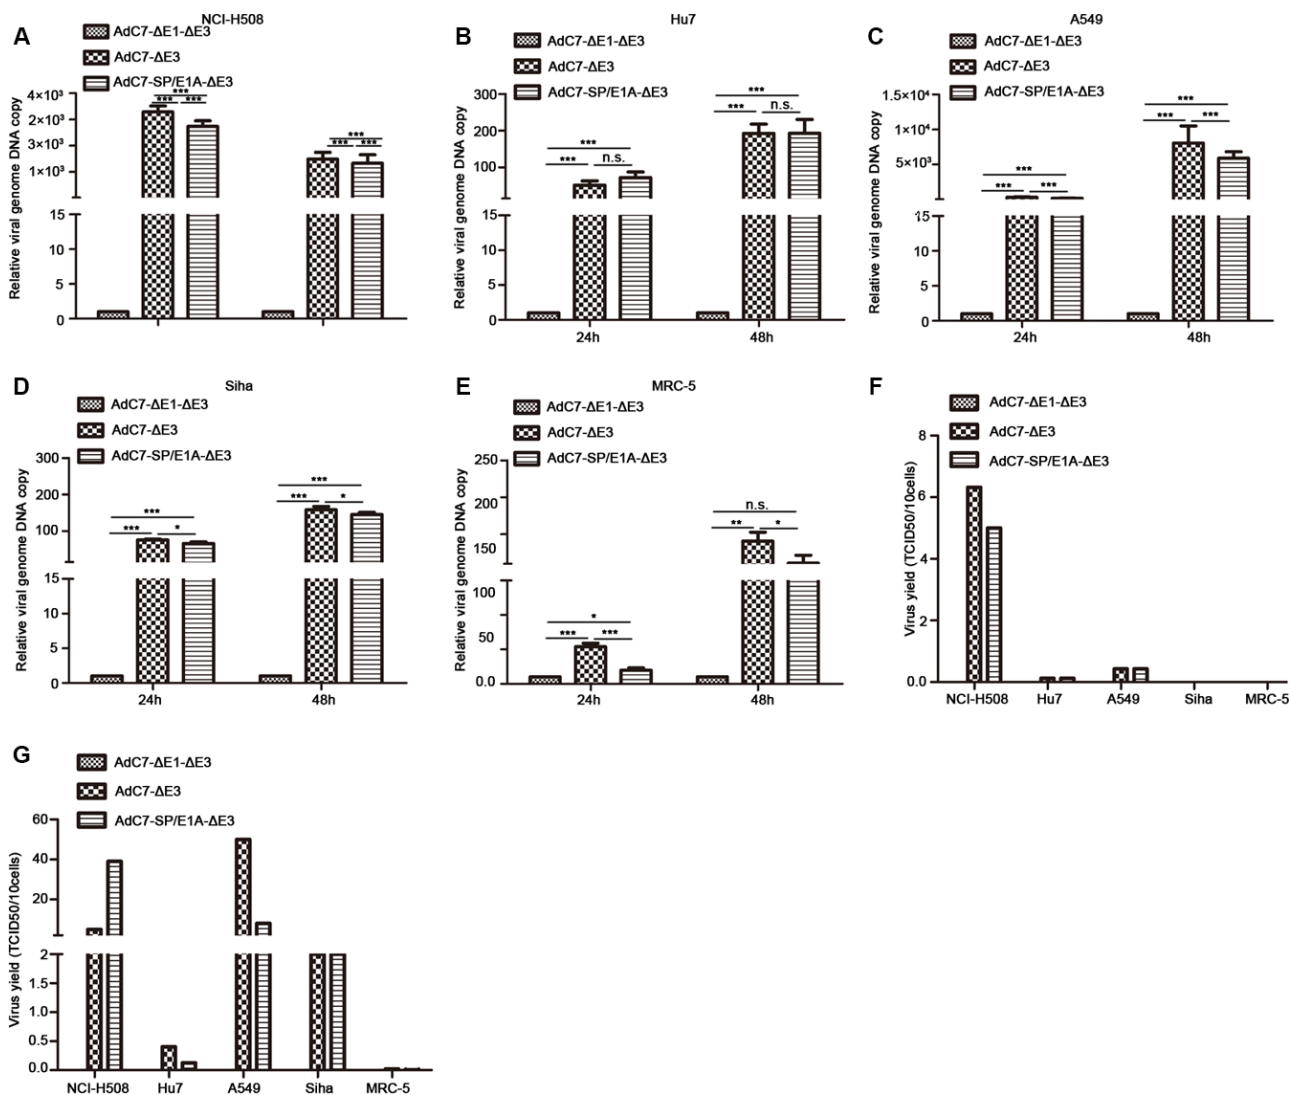 A
NCI-H508
AdC7-ΔE1-ΔE3
AdC7-ΔE3
AdC7-SP/E1A-ΔE3
Relative viral genome DNA copy
4×10³
2×10³
3×10³
1×10³
15
10
5
0
***
*** ***
***
*** ***
B
Hu7
AdC7-ΔE1-ΔE3
AdC7-ΔE3
AdC7-SP/E1A-ΔE3
Relative viral genome DNA copy
300
200
100
15
10
5
0
***
*** n.s.
***
*** n.s.
24h 48h
C
A549
AdC7-ΔE1-ΔE3
AdC7-ΔE3
AdC7-SP/E1A-ΔE3
Relative viral genome DNA copy
1.5×10⁴
1×10⁴
5×10³
15
10
5
0
***
*** ***
***
*** ***
24h 48h
D
Siha
AdC7-ΔE1-ΔE3
AdC7-ΔE3
AdC7-SP/E1A-ΔE3
Relative viral genome DNA copy
300
200
100
15
10
5
0
***
*** *
***
*** *
24h 48h
E
MRC-5
AdC7-ΔE1-ΔE3
AdC7-ΔE3
AdC7-SP/E1A-ΔE3
Relative viral genome DNA copy
250
200
150
100
50
0.0
*
*** ***
n.s.
** *
24h 48h
F
AdC7-ΔE1-ΔE3
AdC7-ΔE3
AdC7-SP/E1A-ΔE3
Virus yield (TCID50/10cells)
8
6
4
2
0.0
NCI-H508 Hu7 A549 Siha MRC-5
G
AdC7-ΔE1-ΔE3
AdC7-ΔE3
AdC7-SP/E1A-ΔE3
Virus yield (TCID50/10cells)
60
40
20
2
1.5
1.0
0.5
0.0
NCI-H508 Hu7 A549 Siha MRC-5